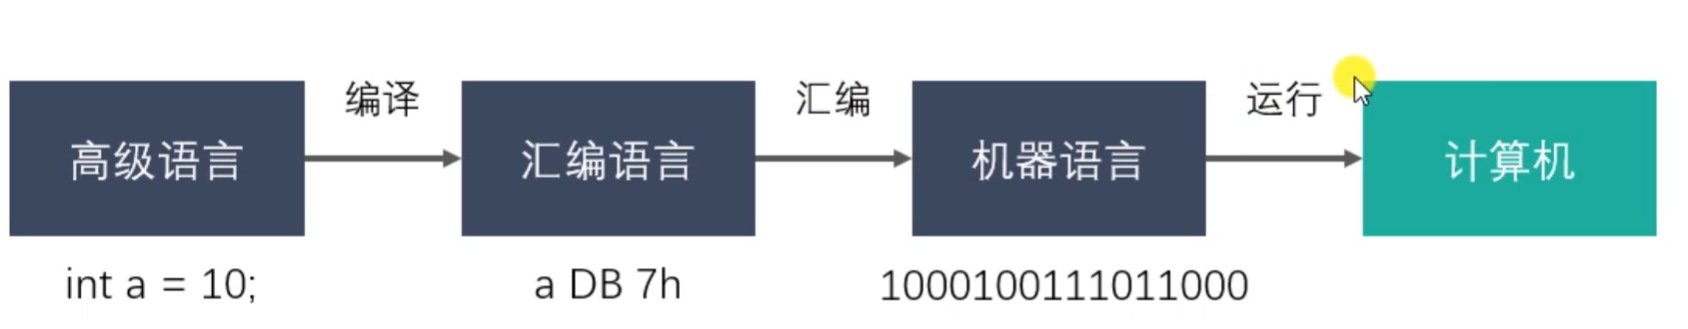 编译
汇编
运行
高级语言
汇编语言
机器语言
计算机
int a = 10;
a DB 7h
1000100111011000